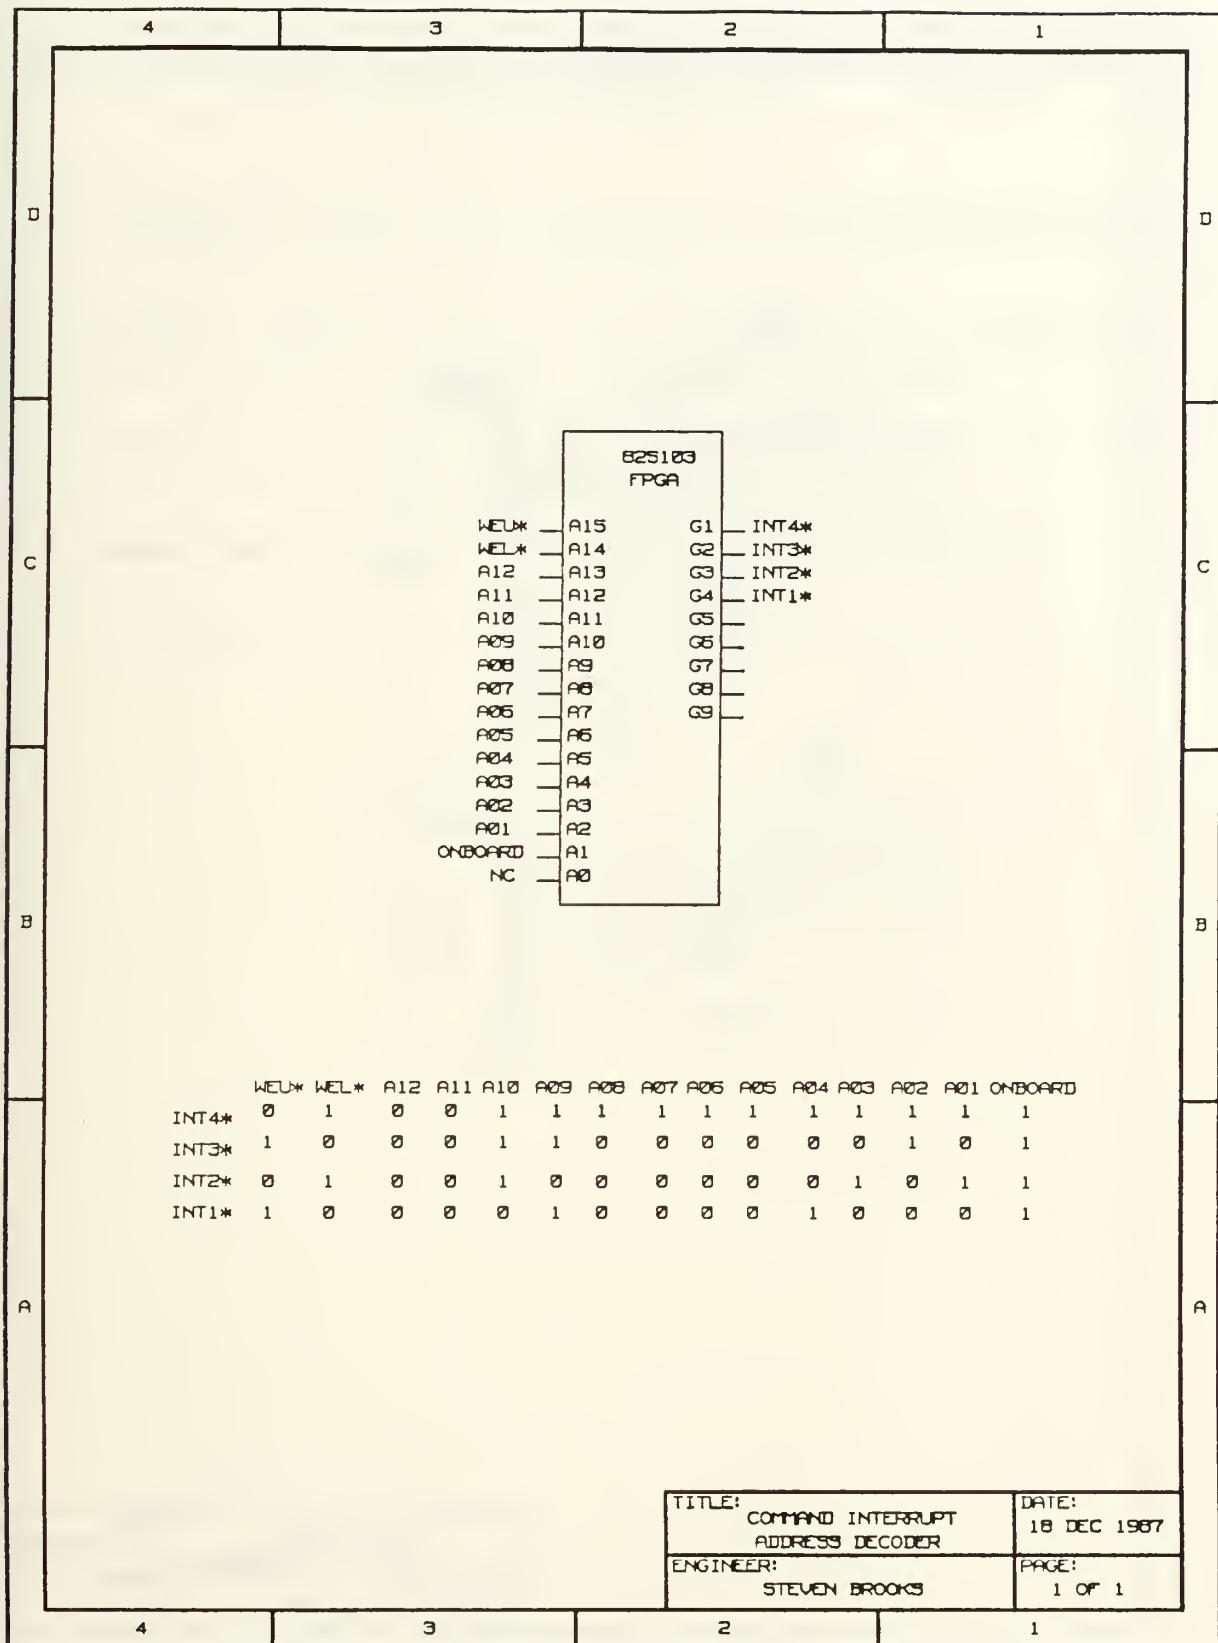 4 3 2 1
D D
82S103
FPGA
WEU* A15 G1 INT4*
WEL* A14 G2 INT3*
C C
A12 A13 G3 INT2*
A11 A12 G4 INT1*
A10 A11 G5
A09 A10 G6
A08 A9 G7
A07 A8 G8
A06 A7 G9
A05 A6
A04 A5
A03 A4
A02 A3
A01 A2
ONBOARD A1
NC A0
B B
WEU* WEL* A12 A11 A10 A09 A08 A07 A06 A05 A04 A03 A02 A01 ONBOARD
INT4* 0 1 0 0 1 1 1 1 1 1 1 1 1 1 1
INT3* 1 0 0 0 1 1 0 0 0 0 0 0 1 0 1
INT2* 0 1 0 0 1 0 0 0 0 0 0 1 0 1 1
INT1* 1 0 0 0 0 1 0 0 0 0 1 0 0 0 1
A A
TITLE:
COMMAND INTERRUPT
ADDRESS DECODER
DATE:
18 DEC 1987
ENGINEER:
STEVEN BROOKS
PAGE:
1 OF 1
4 3 2 1